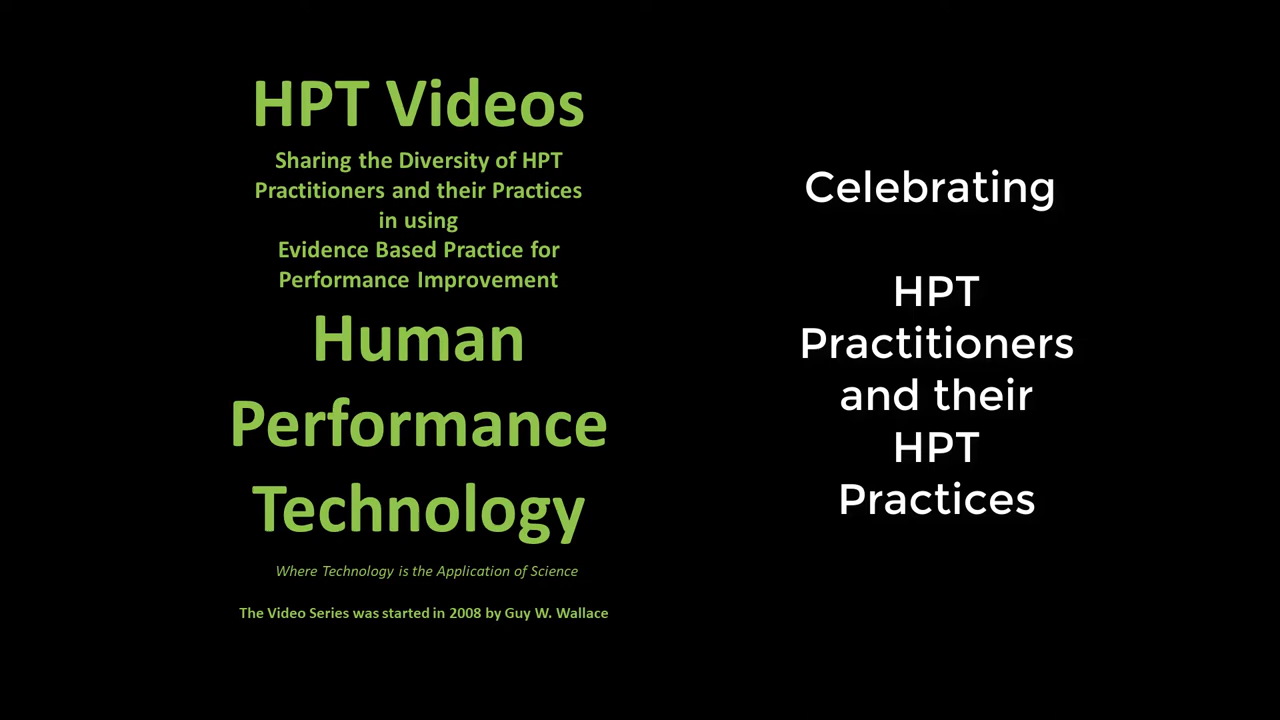 HPT Videos
Sharing the Diversity of HPT
Practitioners and their Practices
in using
Evidence Based Practice for
Performance Improvement
Human
Performance
Technology
Where Technology is the Application of Science
The Video Series was started in 2008 by Guy W. Wallace
Celebrating
HPT
Practitioners
and their
HPT
Practices